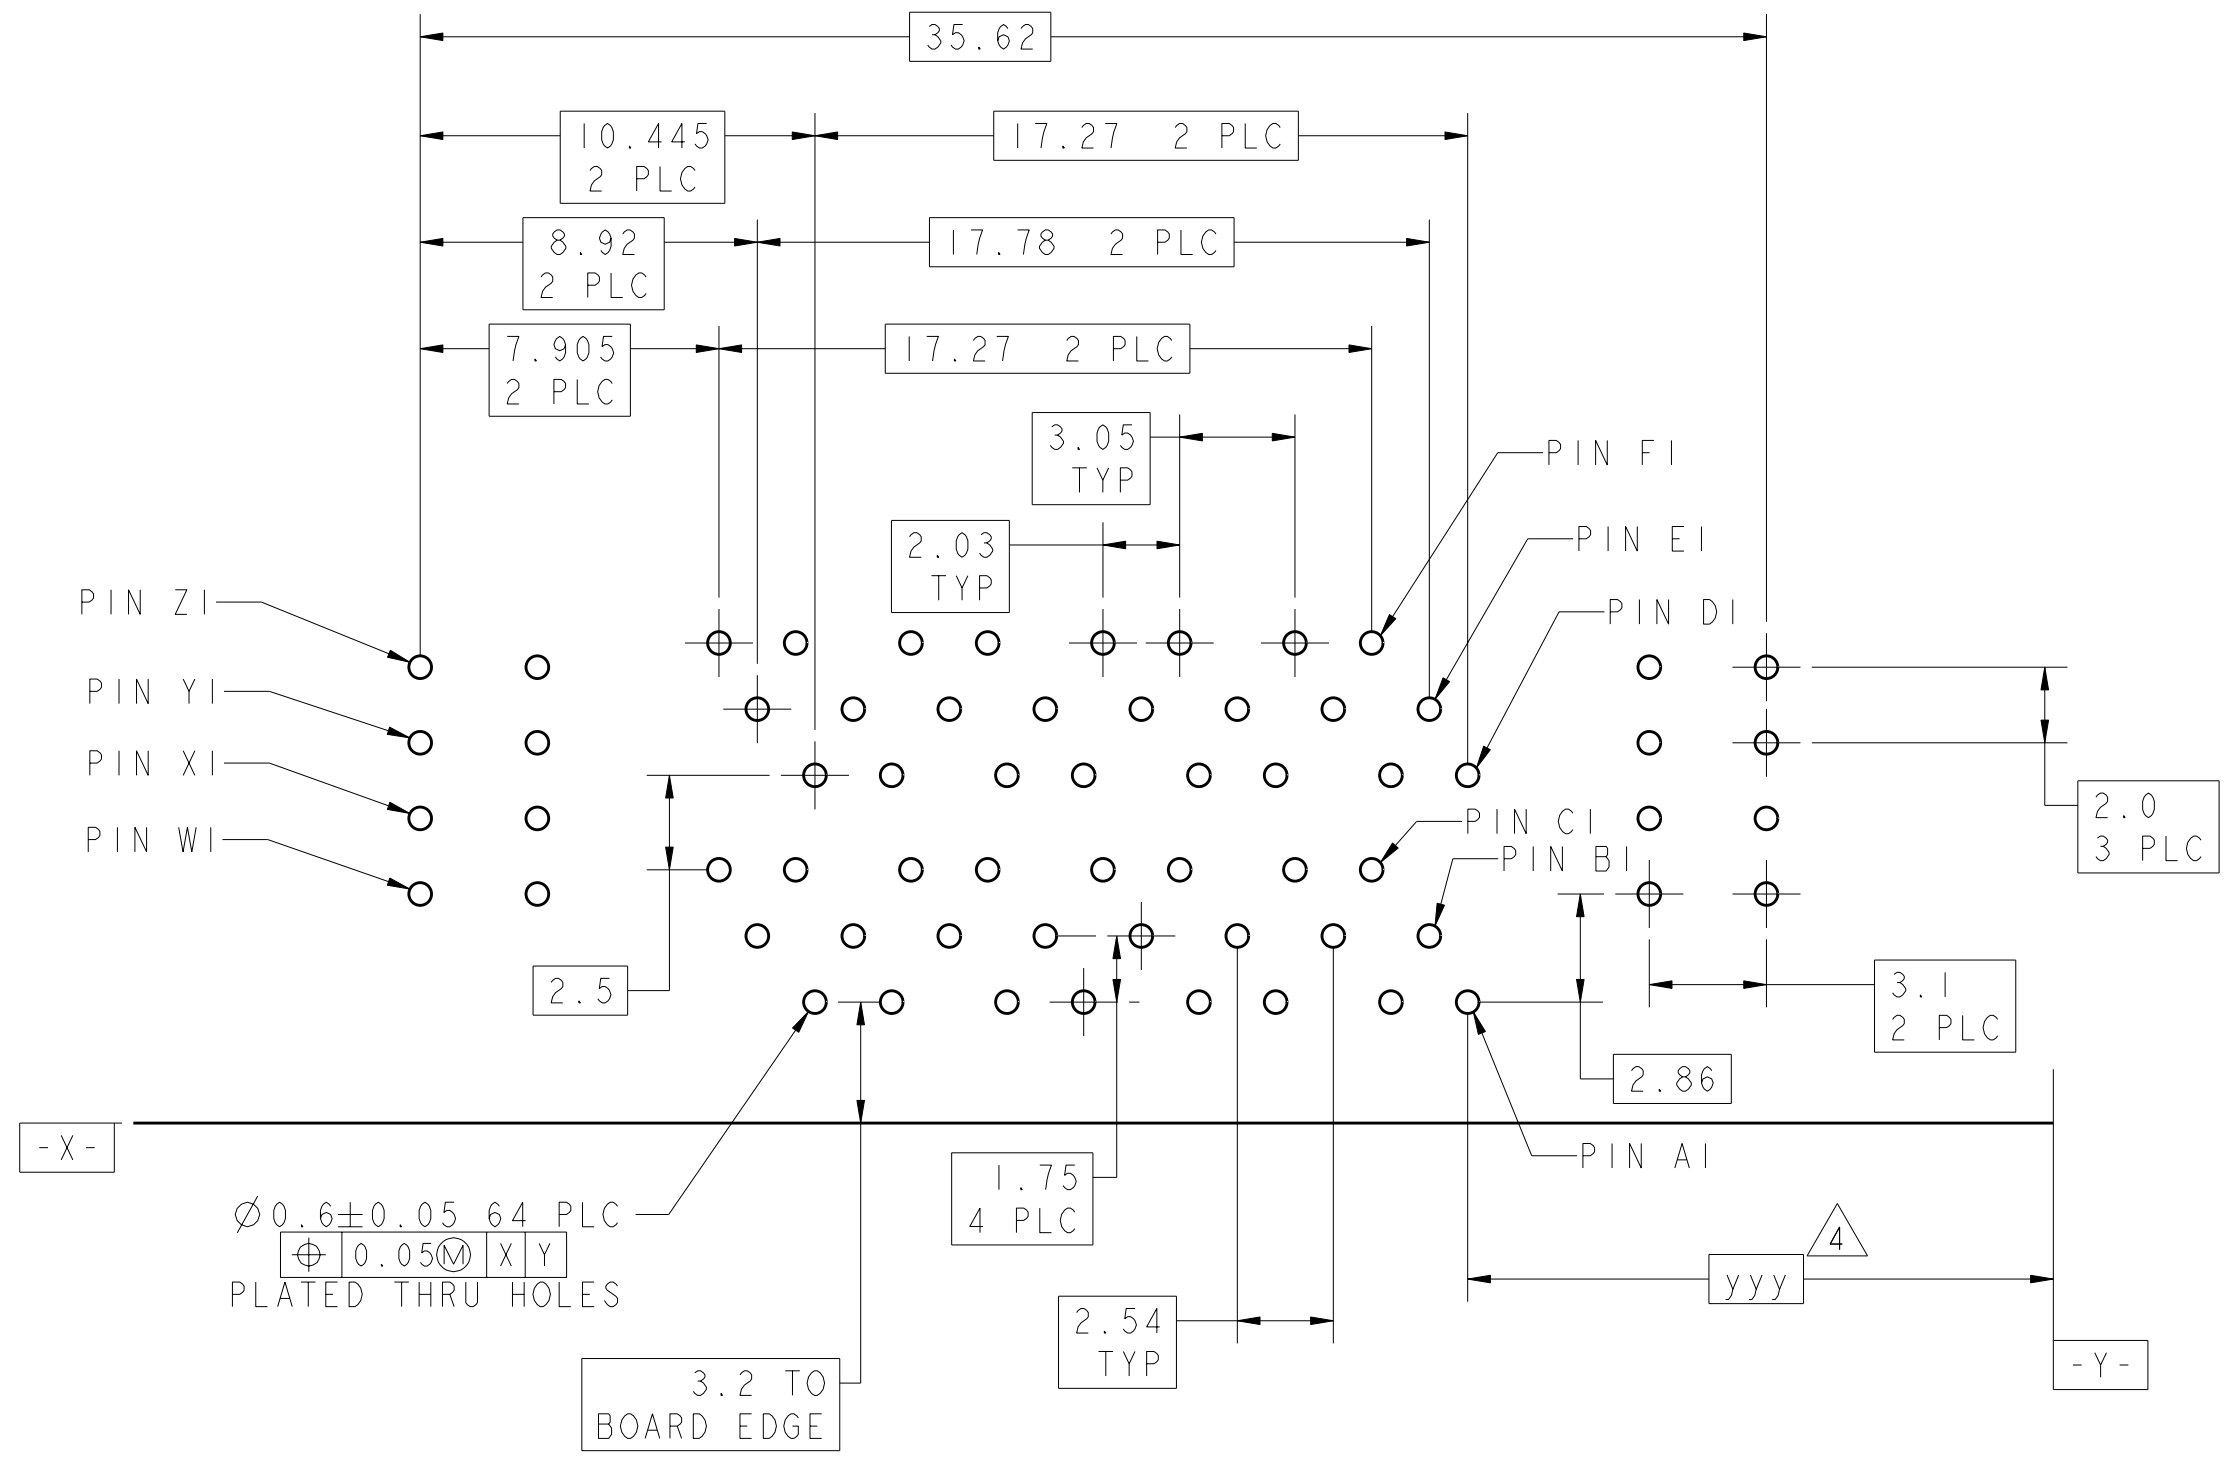 35.62
10.445
2 PLC
17.27 2 PLC
8.92
2 PLC
17.78 2 PLC
7.905
2 PLC
17.27 2 PLC
3.05
TYP
PIN F1
2.03
TYP
PIN E1
PIN Z1
PIN D1
PIN Y1
PIN X1
2.0
3 PLC
PIN C1
PIN W1
PIN B1
2.5
3.1
2 PLC
2.86
-X-
1.75
4 PLC
PIN A1
Ø0.6±0.05 64 PLC
⌖ 0.05Ⓜ X Y
PLATED THRU HOLES
4
yyy
2.54
TYP
-Y-
3.2 TO
BOARD EDGE